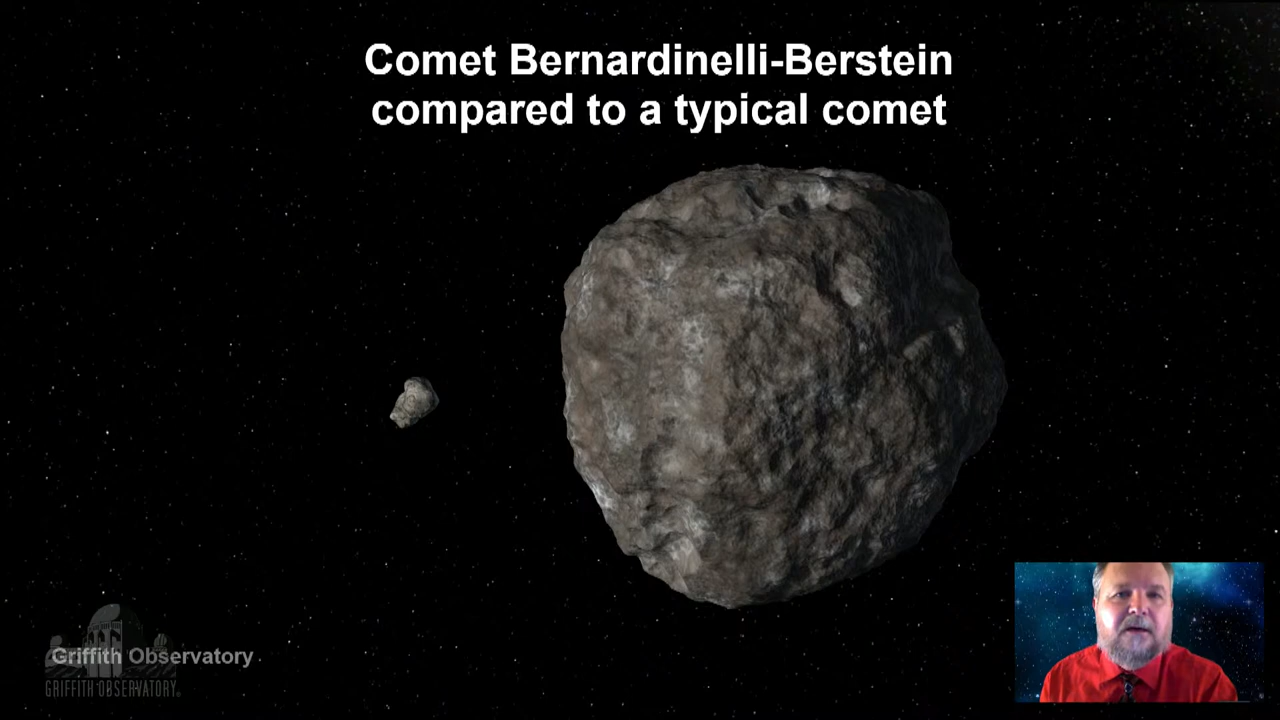 Comet Bernardinelli-Berstein
compared to a typical comet
Griffith Observatory
GRIFFITH OBSERVATORY